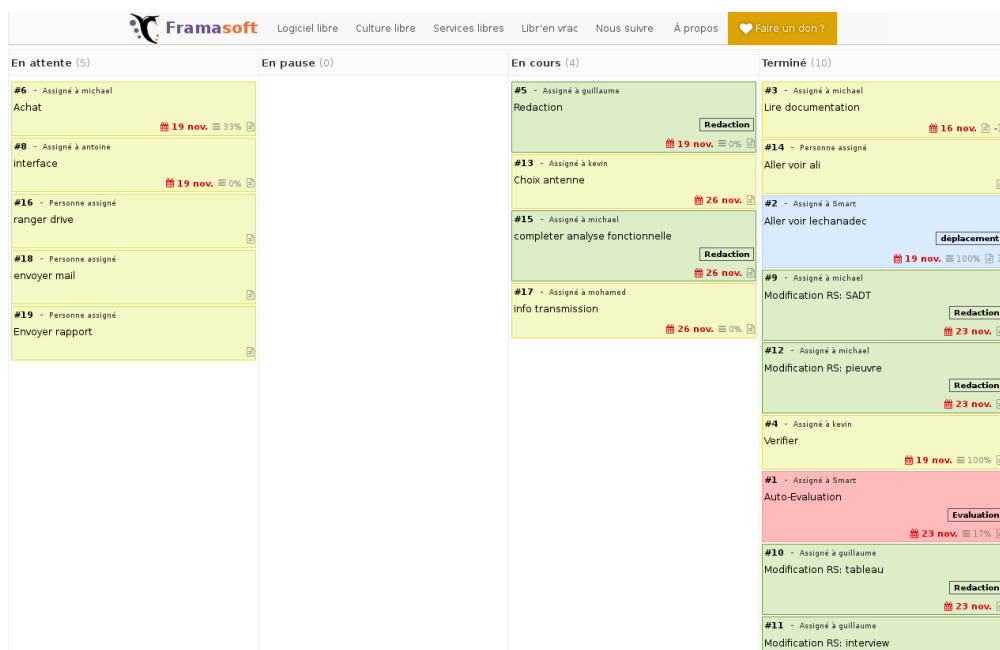 Framasoft Logiciel libre Culture libre Services libres Libr'en vrac Nous suivre À propos Faire un don ?
En attente (5)
#6 - Assigné à michael
Achat
19 nov. 33%
#8 - Assigné à antoine
interface
19 nov. 0%
#16 - Personne assigné
ranger drive
#18 - Personne assigné
envoyer mail
#19 - Personne assigné
Envoyer rapport
En pause (0)
En cours (4)
#5 - Assigné à guillaume
Redaction
Redaction
19 nov. 0%
#13 - Assigné à kevin
Choix antenne
26 nov.
#15 - Assigné à michael
completer analyse fonctionnelle
Redaction
26 nov.
#17 - Assigné à mohamed
info transmission
26 nov. 0%
Terminé (10)
#3 - Assigné à michael
Lire documentation
16 nov.
#14 - Personne assigné
Aller voir ali
#2 - Assigné à Smart
Aller voir lechanadec
déplacement
19 nov. 100%
#9 - Assigné à michael
Modification RS: SADT
Redaction
23 nov.
#12 - Assigné à michael
Modification RS: pieuvre
Redaction
23 nov.
#4 - Assigné à kevin
Verifier
19 nov. 100%
#1 - Assigné à Smart
Auto-Evaluation
Evaluation
23 nov. 17%
#10 - Assigné à guillaume
Modification RS: tableau
Redaction
23 nov.
#11 - Assigné à guillaume
Modification RS: interview